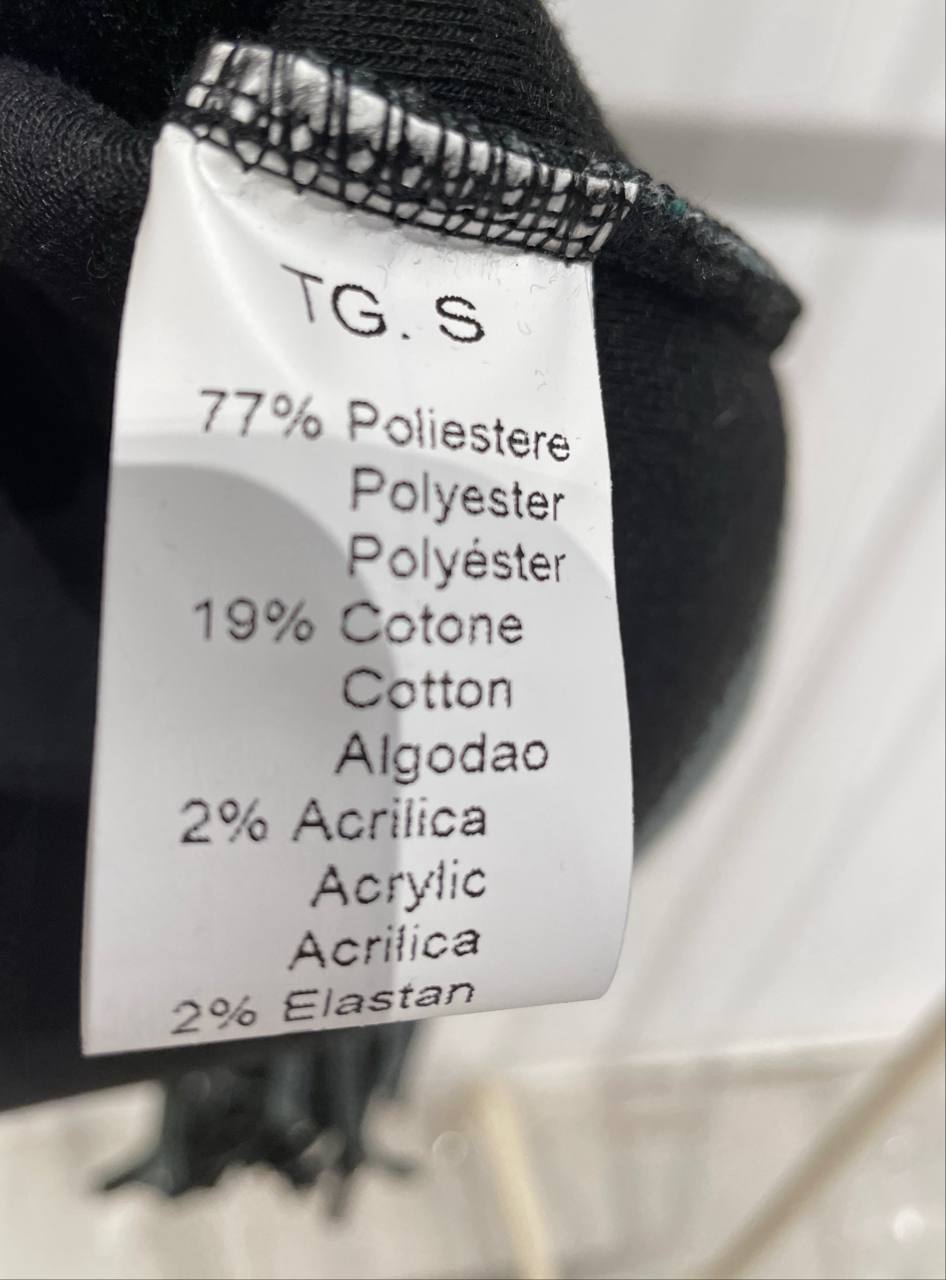 TG. S
77% Poliestere
Polyester
Polyéster
19% Cotone
Cotton
Algodao
2% Acrilica
Acrylic
Acrilica
2% Elastan